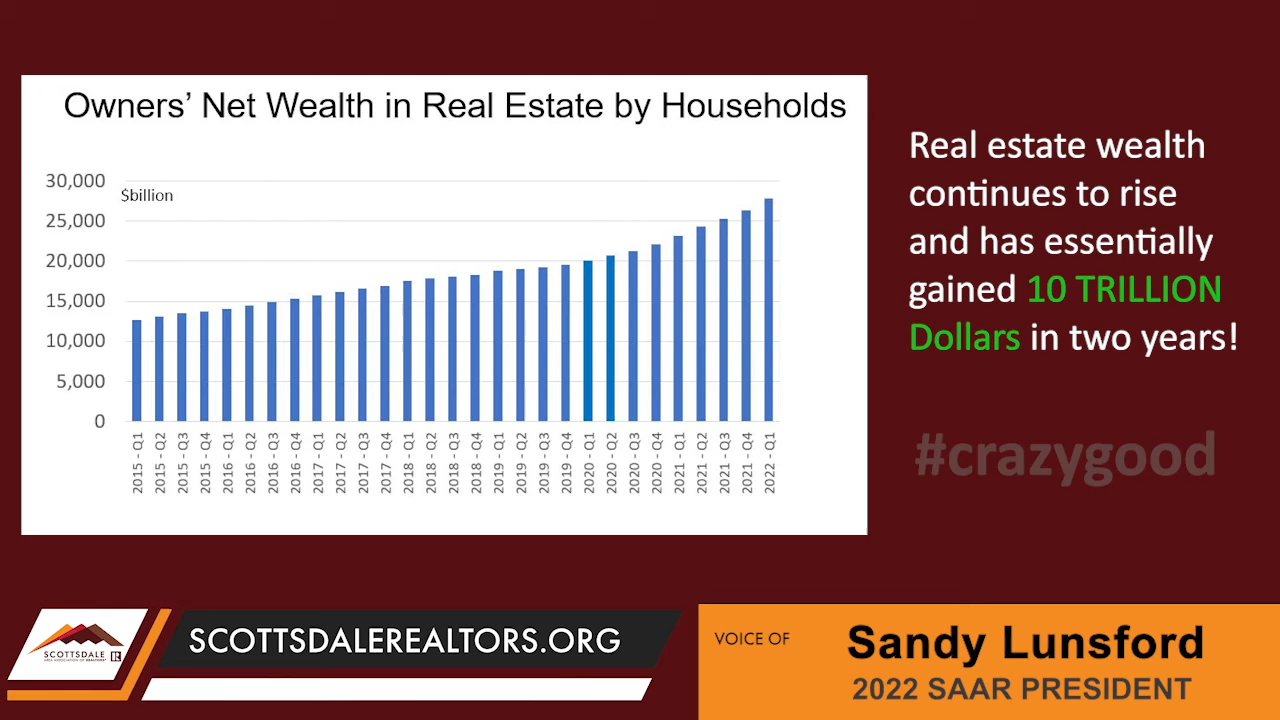 Owners’ Net Wealth in Real Estate by Households
30,000
$billion
25,000
20,000
15,000
10,000
5,000
0
2015 - Q1
2015 - Q2
2015 - Q3
2015 - Q4
2016 - Q1
2016 - Q2
2016 - Q3
2016 - Q4
2017 - Q1
2017 - Q2
2017 - Q3
2017 - Q4
2018 - Q1
2018 - Q2
2018 - Q3
2018 - Q4
2019 - Q1
2019 - Q2
2019 - Q3
2019 - Q4
2020 - Q1
2020 - Q2
2020 - Q3
2020 - Q4
2021 - Q1
2021 - Q2
2021 - Q3
2021 - Q4
2022 - Q1
Real estate wealth
continues to rise
and has essentially
gained 10 TRILLION
Dollars in two years!
#crazygood
SCOTTSDALE
AREA ASSOCIATION OF REALTORS®
SCOTTSDALEREALTORS.ORG
VOICE OF
Sandy Lunsford
2022 SAAR PRESIDENT